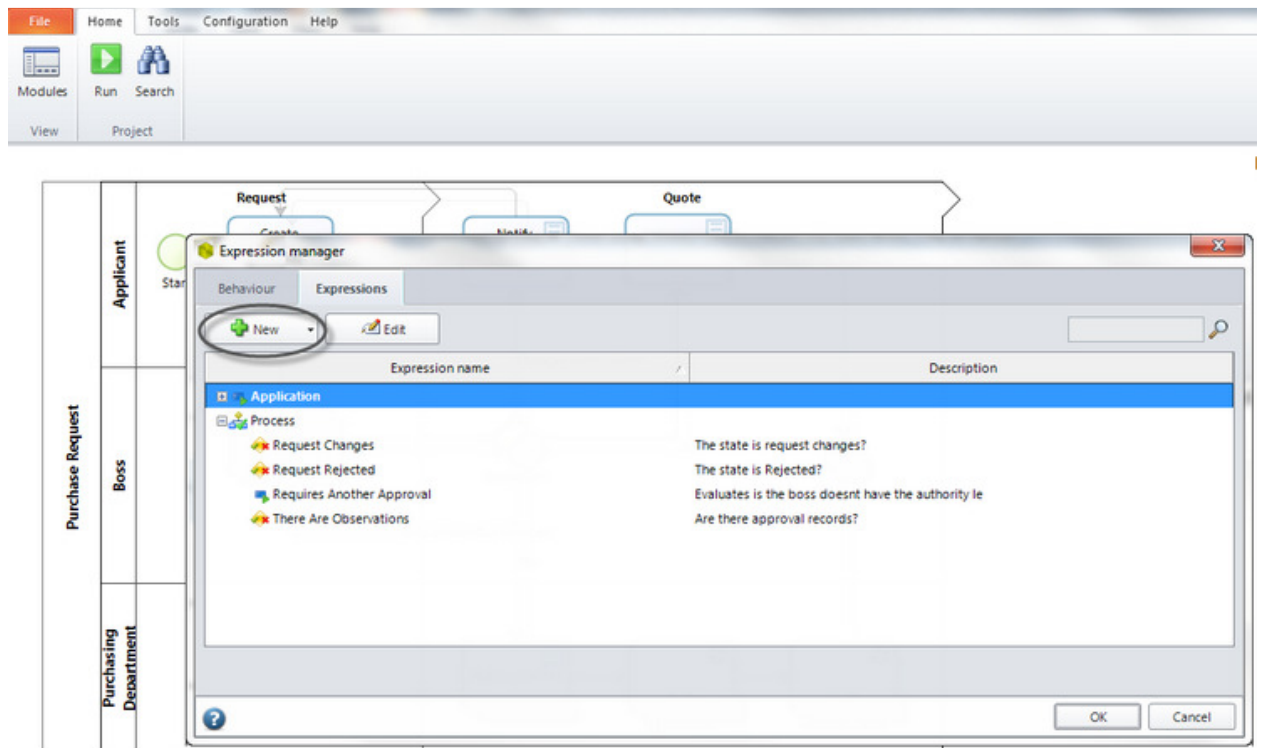 File Home Tools Configuration Help
Modules Run Search
View Project
Request Quote
Purchase Request
Applicant
Boss
Purchasing
Department
Expression manager
Behaviour Expressions
New Edit
Expression name Description
Application
Process
Request Changes The state is request changes?
Request Rejected The state is Rejected?
Requires Another Approval Evaluates is the boss doesnt have the authority le
There Are Observations Are there approval records?
OK Cancel